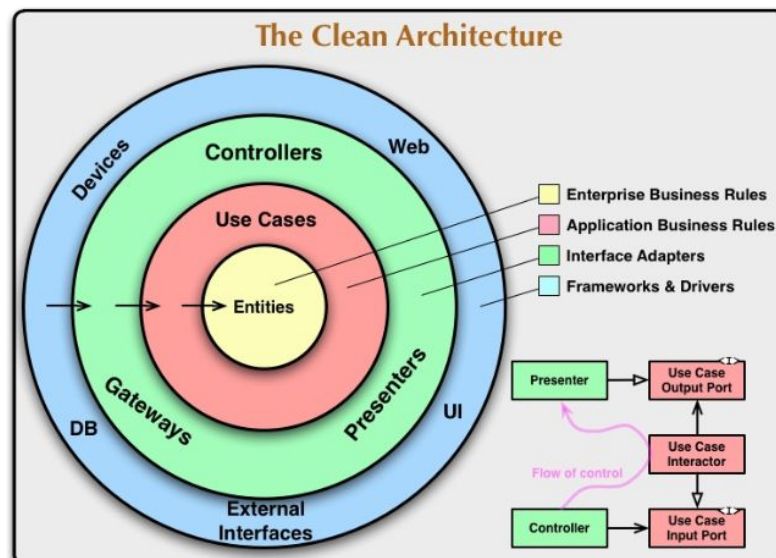 The Clean Architecture
Devices
Web
Controllers
Use Cases
Entities
Gateways
Presenters
DB
UI
External
Interfaces
Enterprise Business Rules
Application Business Rules
Interface Adapters
Frameworks & Drivers
Presenter
<I>
Use Case
Output Port
Flow of control
Use Case
Interactor
Controller
<I>
Use Case
Input Port